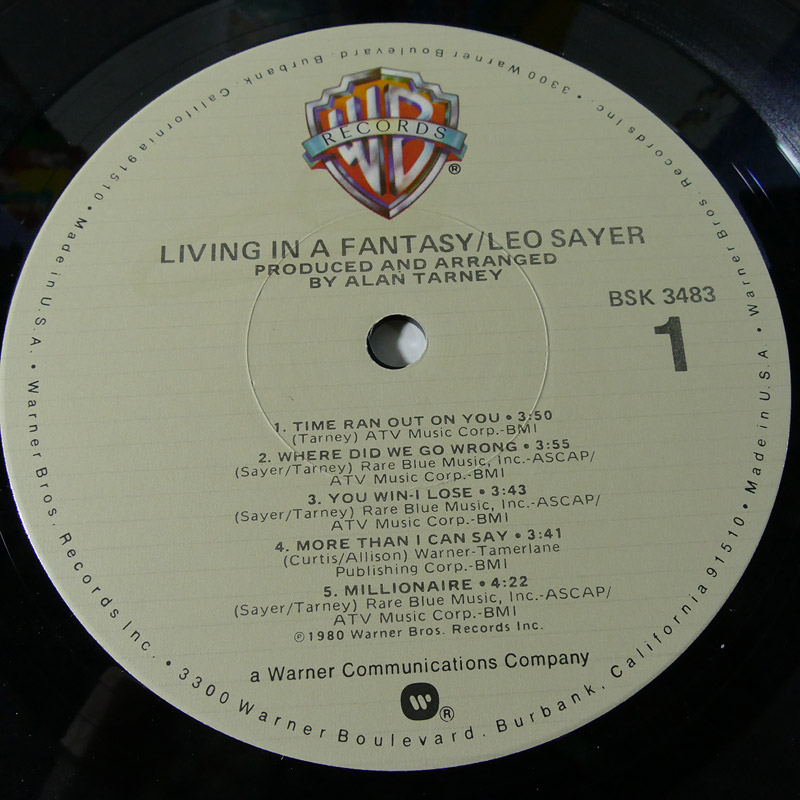 WB
RECORDS
®
LIVING IN A FANTASY/LEO SAYER
PRODUCED AND ARRANGED
BY ALAN TARNEY
BSK 3483
1
1. TIME RAN OUT ON YOU • 3:50
(Tarney) ATV Music Corp.-BMI
2. WHERE DID WE GO WRONG • 3:55
(Sayer/Tarney) Rare Blue Music, Inc.-ASCAP/
ATV Music Corp.-BMI
3. YOU WIN-I LOSE • 3:43
(Sayer/Tarney) Rare Blue Music, Inc.-ASCAP/
ATV Music Corp.-BMI
4. MORE THAN I CAN SAY • 3:41
(Curtis/Allison) Warner-Tamerlane
Publishing Corp.-BMI
5. MILLIONAIRE • 4:22
(Sayer/Tarney) Rare Blue Music, Inc.-ASCAP/
ATV Music Corp.-BMI
℗1980 Warner Bros. Records Inc.
a Warner Communications Company
®
Warner Bros. Records Inc. • 3300 Warner Boulevard. Burbank, California 91510 • Made in U.S.A. •
Warner Bros. Records Inc. • 3300 Warner Boulevard. Burbank, California 91510 • Made in U.S.A. •